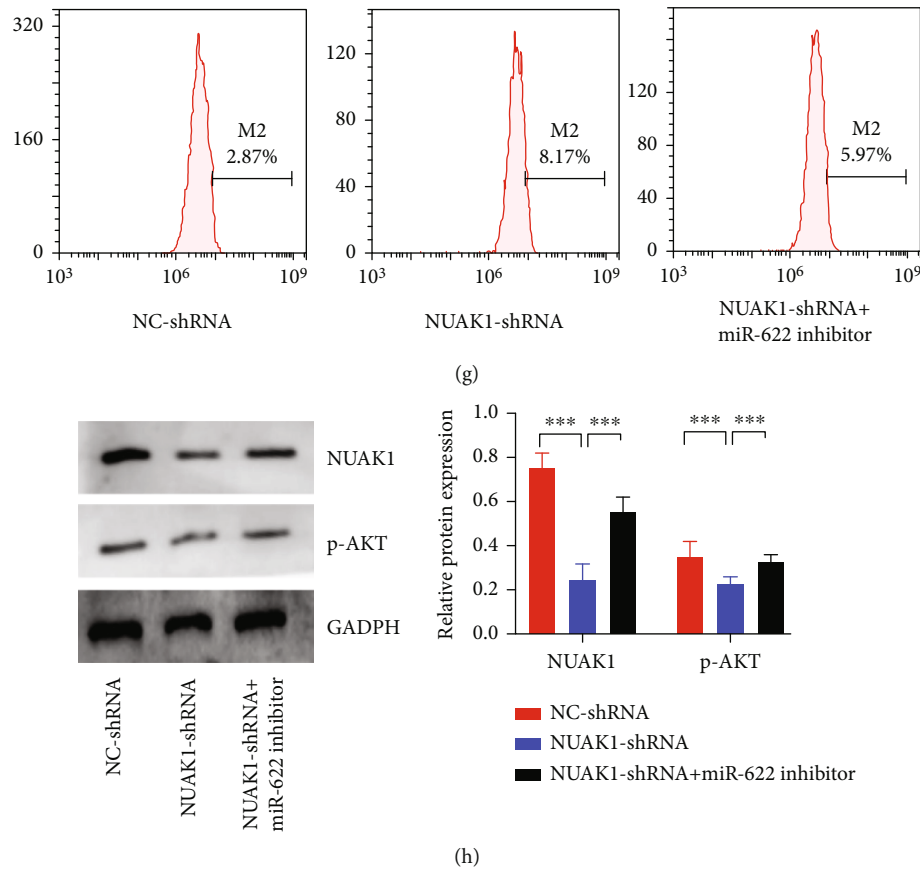 320
160
0
M2
2.87%
10³ 10⁶ 10⁹
NC-shRNA
120
80
40
0
M2
8.17%
10³ 10⁶ 10⁹
NUAK1-shRNA
120
80
40
0
M2
5.97%
10³ 10⁶ 10⁹
NUAK1-shRNA+
miR-622 inhibitor
(g)
NUAK1
p-AKT
GADPH
NC-shRNA
NUAK1-shRNA
NUAK1-shRNA+
miR-622 inhibitor
Relative protein expression
1.0
0.8
0.6
0.4
0.2
0.0
*** ***
*** ***
NUAK1
p-AKT
NC-shRNA
NUAK1-shRNA
NUAK1-shRNA+miR-622 inhibitor
(h)